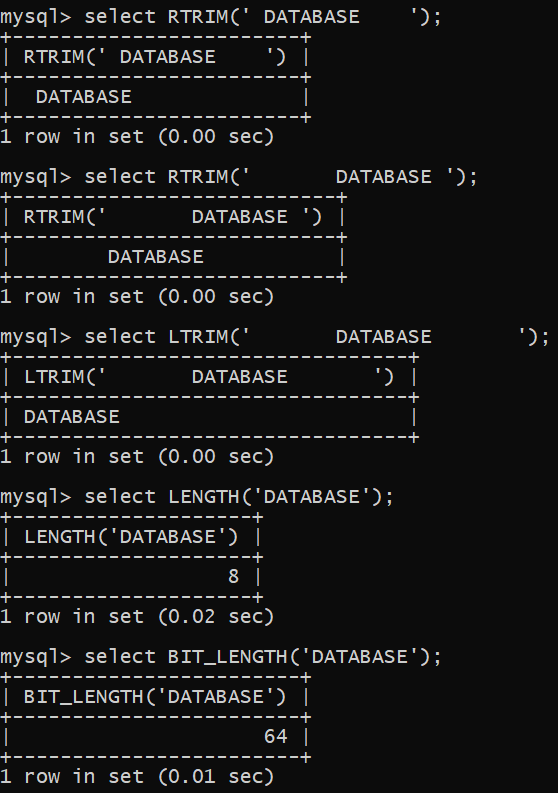 mysql> select RTRIM(' DATABASE    ');
+------------------------+
| RTRIM(' DATABASE    ') |
+------------------------+
|  DATABASE              |
+------------------------+
1 row in set (0.00 sec)

mysql> select RTRIM('       DATABASE ');
+---------------------------+
| RTRIM('       DATABASE ') |
+---------------------------+
|        DATABASE           |
+---------------------------+
1 row in set (0.00 sec)

mysql> select LTRIM('       DATABASE       ');
+---------------------------------+
| LTRIM('       DATABASE       ') |
+---------------------------------+
| DATABASE                        |
+---------------------------------+
1 row in set (0.00 sec)

mysql> select LENGTH('DATABASE');
+--------------------+
| LENGTH('DATABASE') |
+--------------------+
|                  8 |
+--------------------+
1 row in set (0.02 sec)

mysql> select BIT_LENGTH('DATABASE');
+------------------------+
| BIT_LENGTH('DATABASE') |
+------------------------+
|                     64 |
+------------------------+
1 row in set (0.01 sec)